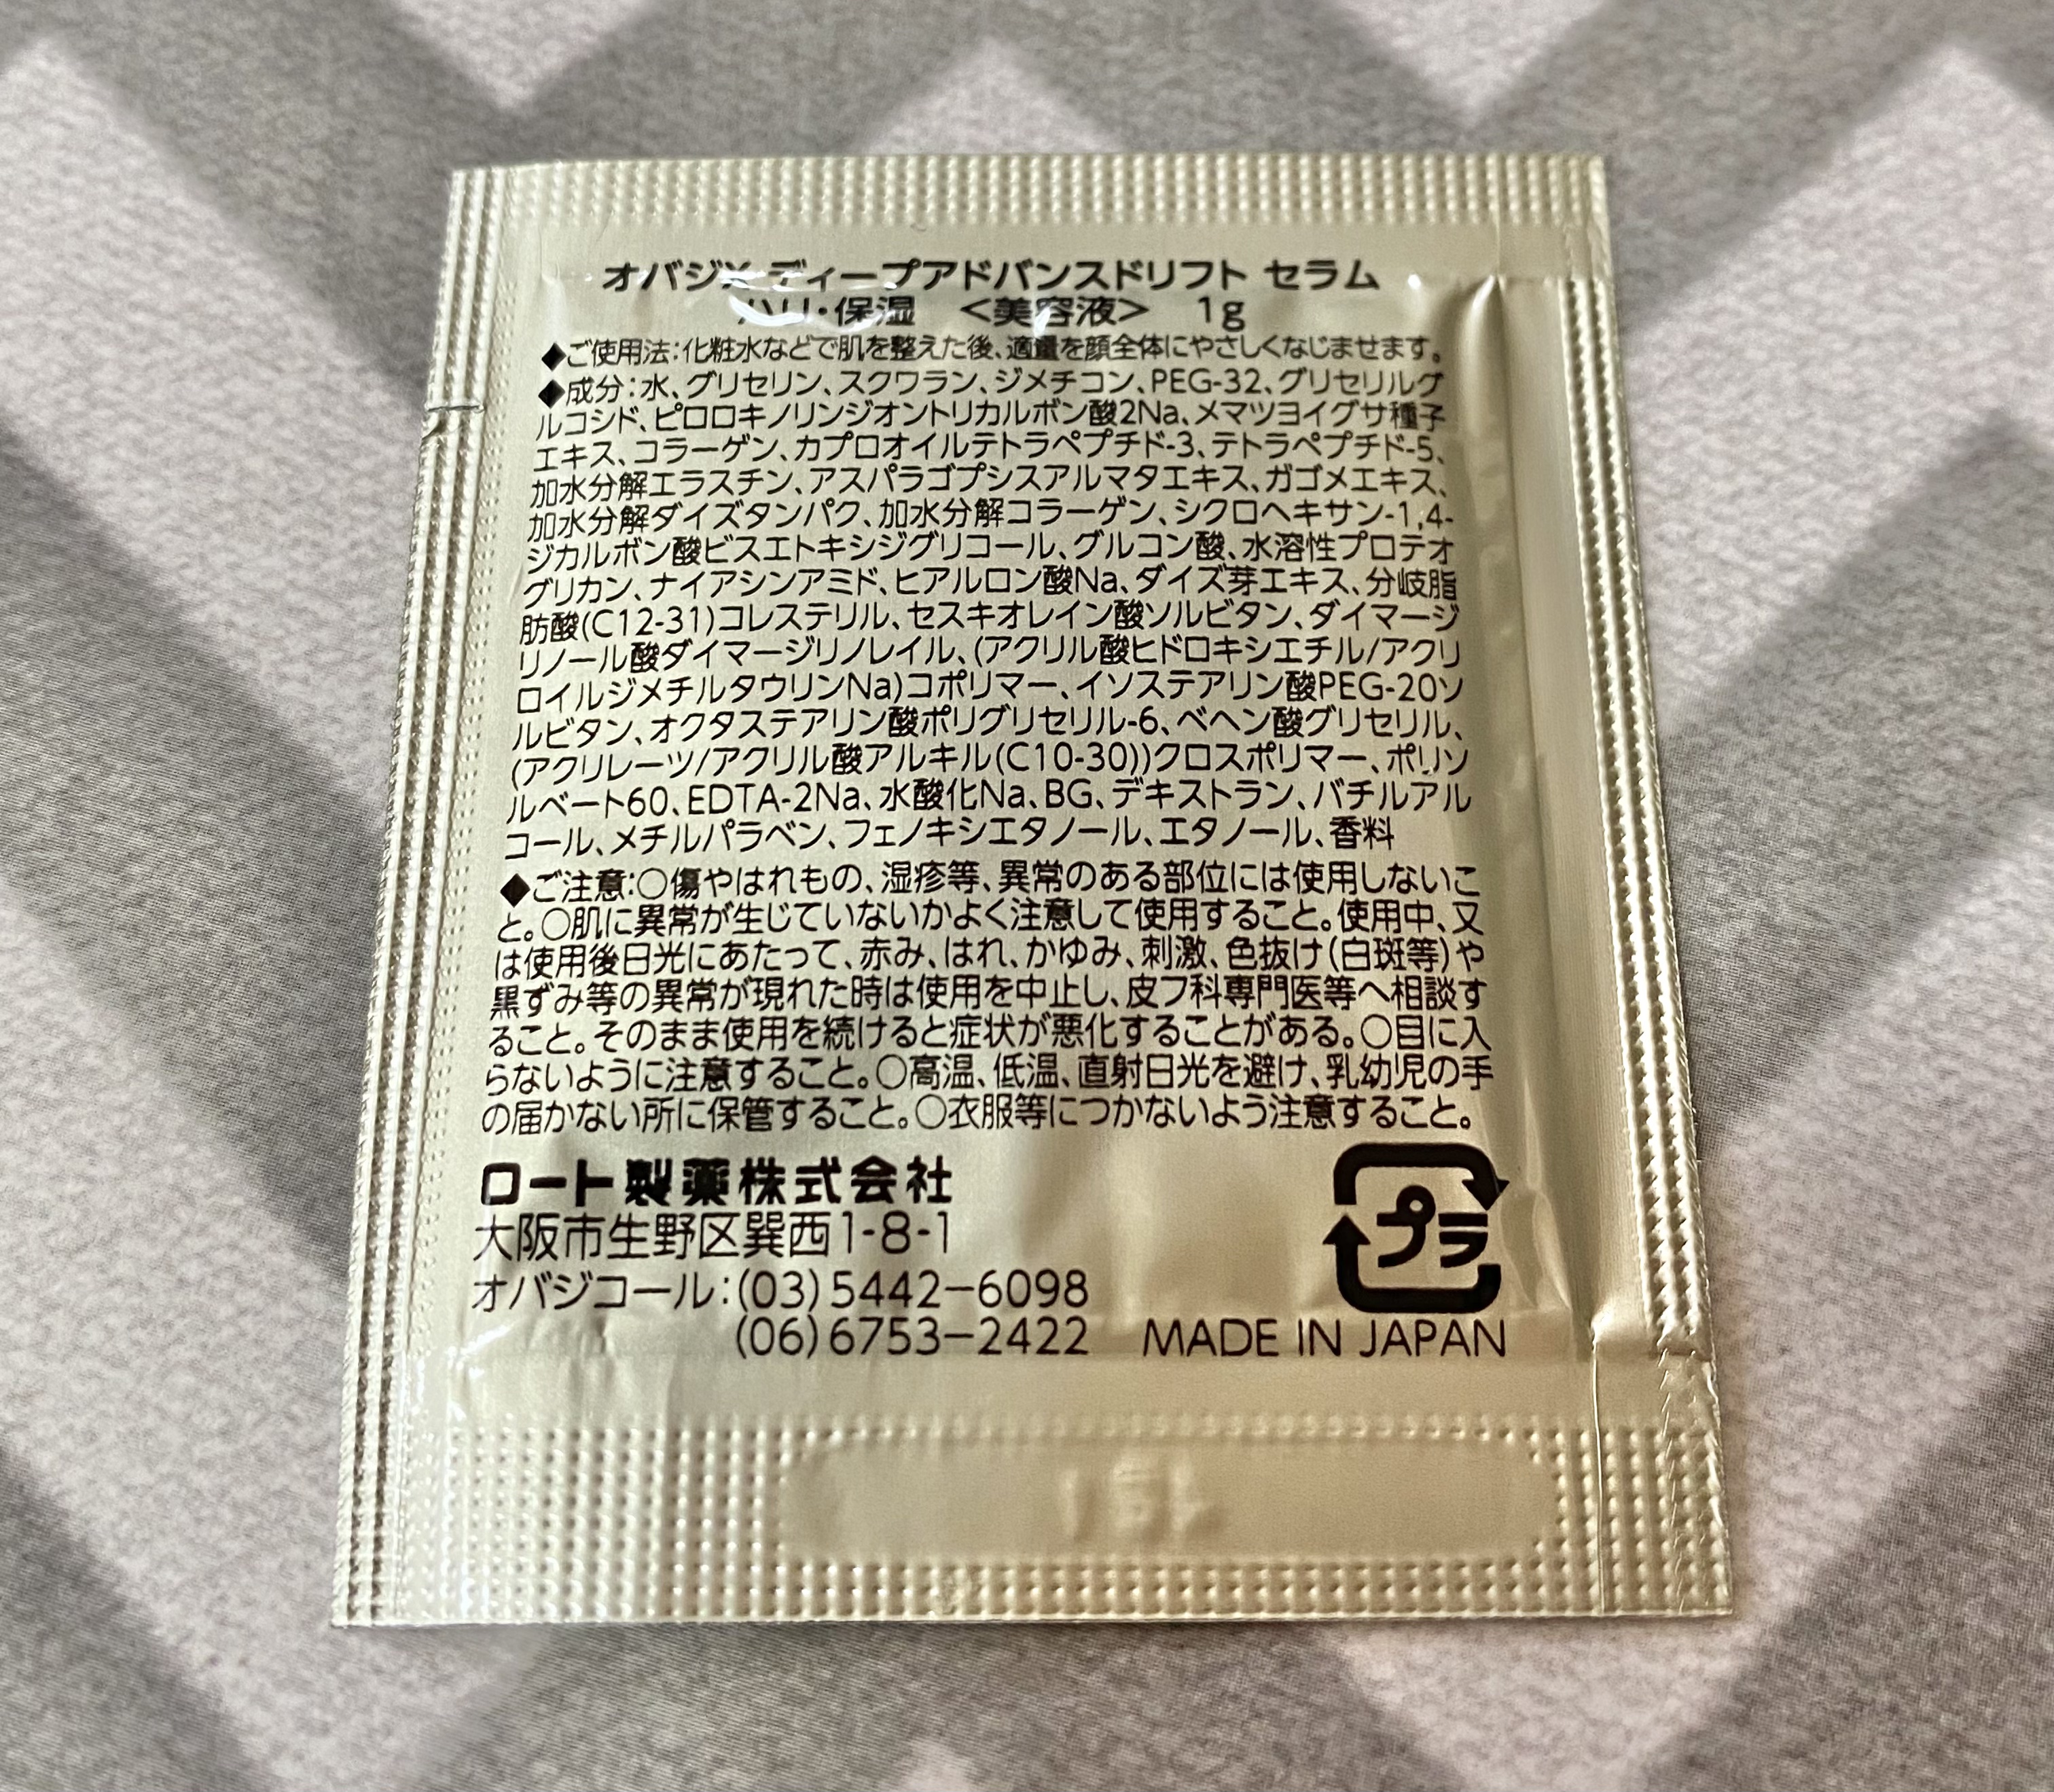 オバジX ディープアドバンスドリフト セラム
ハリ・保湿 <美容液> 1g
◆ご使用法:化粧水などで肌を整えた後、適量を顔全体にやさしくなじませます。
◆成分:水、グリセリン、スクワラン、ジメチコン、PEG-32、グリセリルグ
ルコシド、ピロロキノリンジオントリカルボン酸2Na、メマツヨイグサ種子
エキス、コラーゲン、カプロオイルテトラペプチド-3、テトラペプチド-5、
加水分解エラスチン、アスパラゴプシスアルマタエキス、ガゴメエキス、
加水分解ダイズタンパク、加水分解コラーゲン、シクロヘキサン-1,4-
ジカルボン酸ビスエトキシジグリコール、グルコン酸、水溶性プロテオ
グリカン、ナイアシンアミド、ヒアルロン酸Na、ダイズ芽エキス、分岐脂
肪酸(C12-31)コレステリル、セスキオレイン酸ソルビタン、ダイマージ
リノール酸ダイマージリノレイル、(アクリル酸ヒドロキシエチル/アクリ
ロイルジメチルタウリンNa)コポリマー、イソステアリン酸PEG-20ソ
ルビタン、オクタステアリン酸ポリグリセリル-6、ベヘン酸グリセリル、
(アクリレーツ/アクリル酸アルキル(C10-30))クロスポリマー、ポリソ
ルベート60、EDTA-2Na、水酸化Na、BG、デキストラン、バチルアル
コール、メチルパラベン、フェノキシエタノール、エタノール、香料
◆ご注意:○傷やはれもの、湿疹等、異常のある部位には使用しないこ
と。○肌に異常が生じていないかよく注意して使用すること。使用中、又
は使用後日光にあたって、赤み、はれ、かゆみ、刺激、色抜け(白斑等)や
黒ずみ等の異常が現れた時は使用を中止し、皮フ科専門医等へ相談す
ること。そのまま使用を続けると症状が悪化することがある。○目に入
らないように注意すること。○高温、低温、直射日光を避け、乳幼児の手
の届かない所に保管すること。○衣服等につかないよう注意すること。
ロート製薬株式会社
大阪市生野区巽西1-8-1
オバジコール:(03)5442−6098
(06)6753−2422
プラ
MADE IN JAPAN